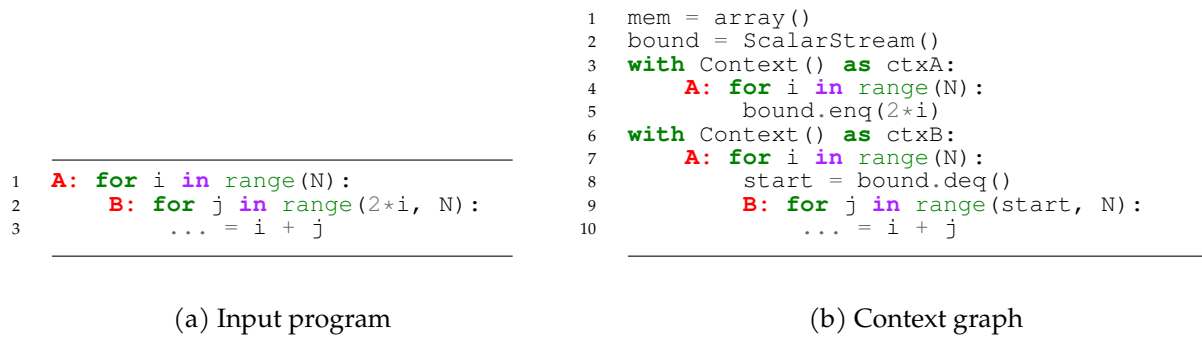 1 A: for i in range(N):
2 B: for j in range(2*i, N):
3 ... = i + j
(a) Input program
1 mem = array()
2 bound = ScalarStream()
3 with Context() as ctxA:
4 A: for i in range(N):
5 bound.enq(2*i)
6 with Context() as ctxB:
7 A: for i in range(N):
8 start = bound.deq()
9 B: for j in range(start, N):
10 ... = i + j
(b) Context graph